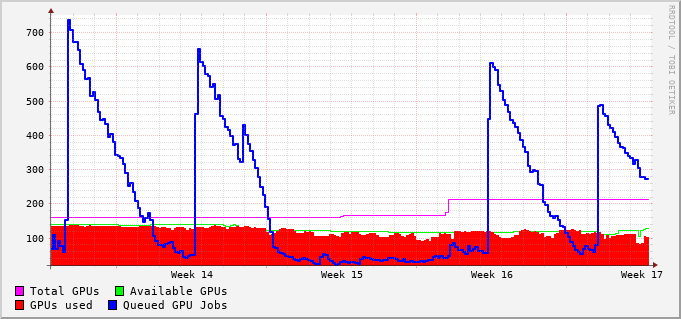 700
600
500
400
300
200
100
Week 14 Week 15 Week 16 Week 17
Total GPUs Available GPUs
GPUs used Queued GPU Jobs
RRDTOOL / TOBI OETIKER